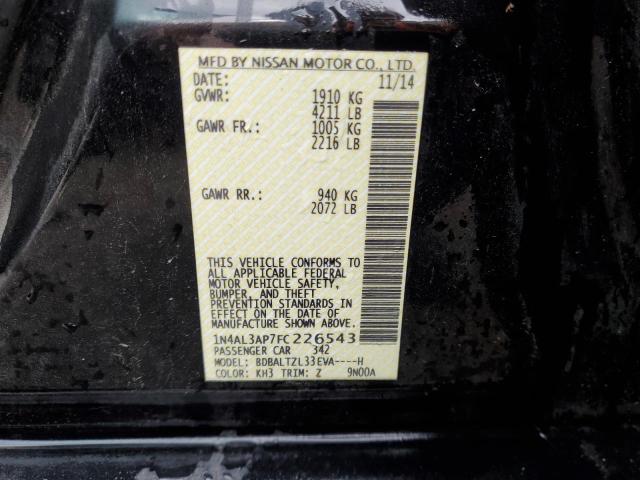 MFD BY NISSAN MOTOR CO., LTD.
DATE: 11/14
GVWR: 1910 KG
4211 LB
GAWR FR.: 1005 KG
2216 LB
GAWR RR.: 940 KG
2072 LB
THIS VEHICLE CONFORMS TO
ALL APPLICABLE FEDERAL
MOTOR VEHICLE SAFETY,
BUMPER, AND THEFT
PREVENTION STANDARDS IN
EFFECT ON THE DATE OF
MANUFACTURE SHOWN ABOVE.
1N4AL3AP7FC226543
PASSENGER CAR 342
MODEL: BDBALTZL33EVA----H
COLOR: KH3 TRIM: Z 9N00A